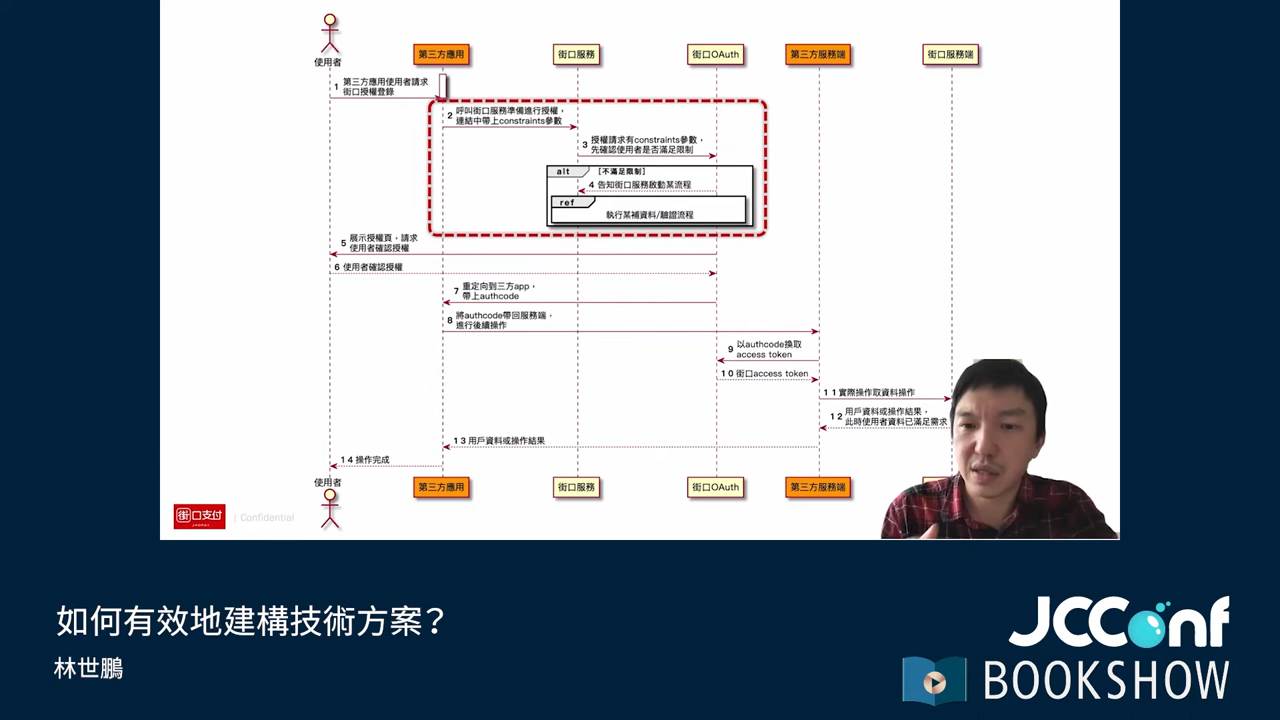 使用者
第三方應用
街口服務
街口OAuth
第三方服務端
街口服務端
1 第三方應用使用者請求
街口授權登錄
2 呼叫街口服務準備進行授權，
連結中帶上constraints參數
3 授權請求有constraints參數，
先確認使用者是否滿足限制
alt [不滿足限制]
4 告知街口服務啟動某流程
ref
執行某補資料/驗證流程
5 展示授權頁，請求
使用者確認授權
6 使用者確認授權
7 重定向到三方app，
帶上authcode
8 將authcode帶回服務端，
進行後續操作
9 以authcode換取
access token
10 街口access token
11 實際操作取資料操作
12 用戶資料或操作結果，
此時使用者資料已滿足需求
13 用戶資料或操作結果
14 操作完成
使用者
第三方應用
街口服務
街口OAuth
第三方服務端
街口支付
JKOPAY
| Confidential
如何有效地建構技術方案？
林世鵬
JCConf
BOOKSHOW